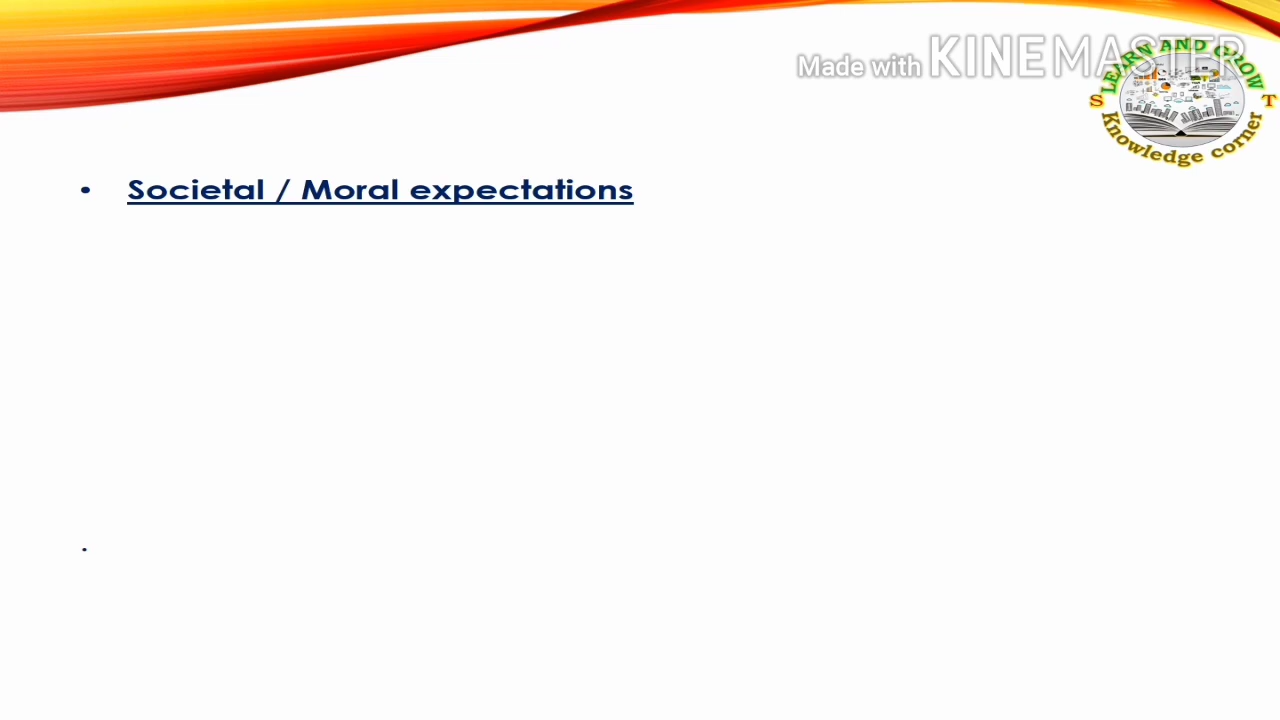 Made with KINEMASTER
LEARN AND GROW
S T
Knowledge corner
• Societal / Moral expectations
•